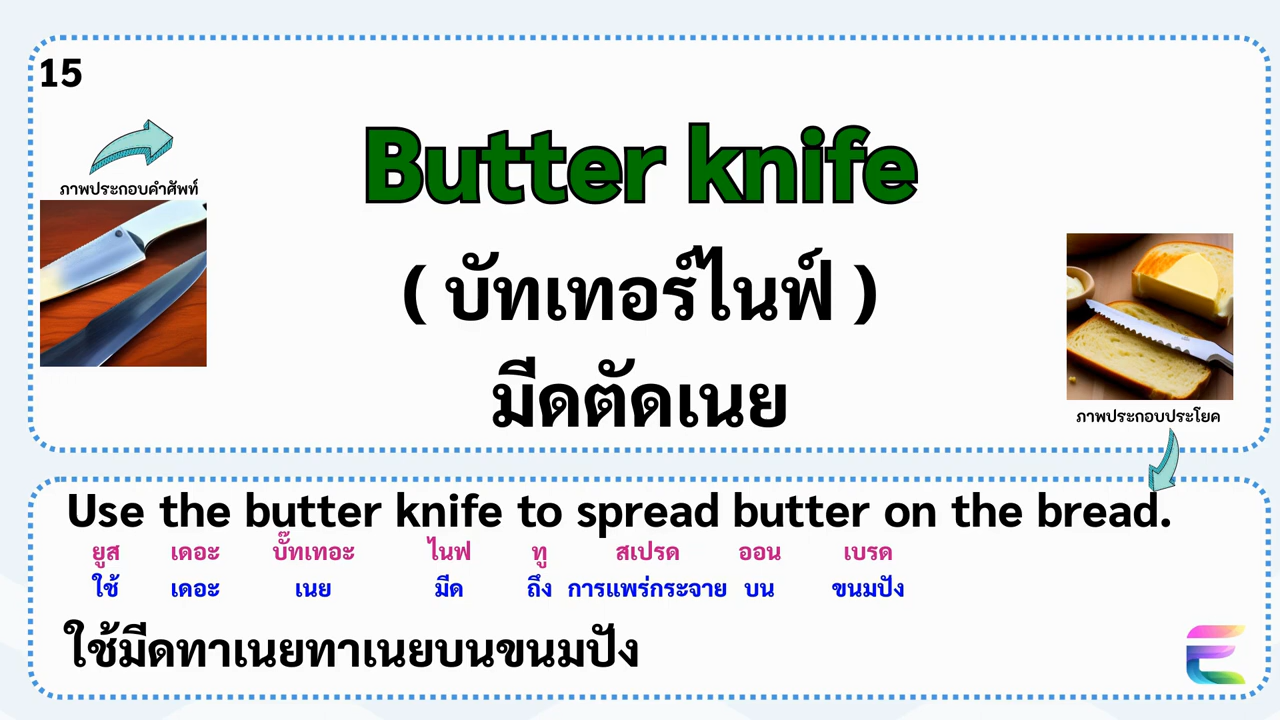 15
ภาพประกอบคำศัพท์
Butter knife
( บัทเทอร์ไนฟ์ )
มีดตัดเนย
ภาพประกอบประโยค
Use the butter knife to spread butter on the bread.
ยูส เดอะ บั๊ทเทอะ ไนฟ ทู สเปรด ออน เบรด
ใช้ เดอะ เนย มีด ถึง การแพร่กระจาย บน ขนมปัง
ใช้มีดทาเนยทาเนยบนขนมปัง